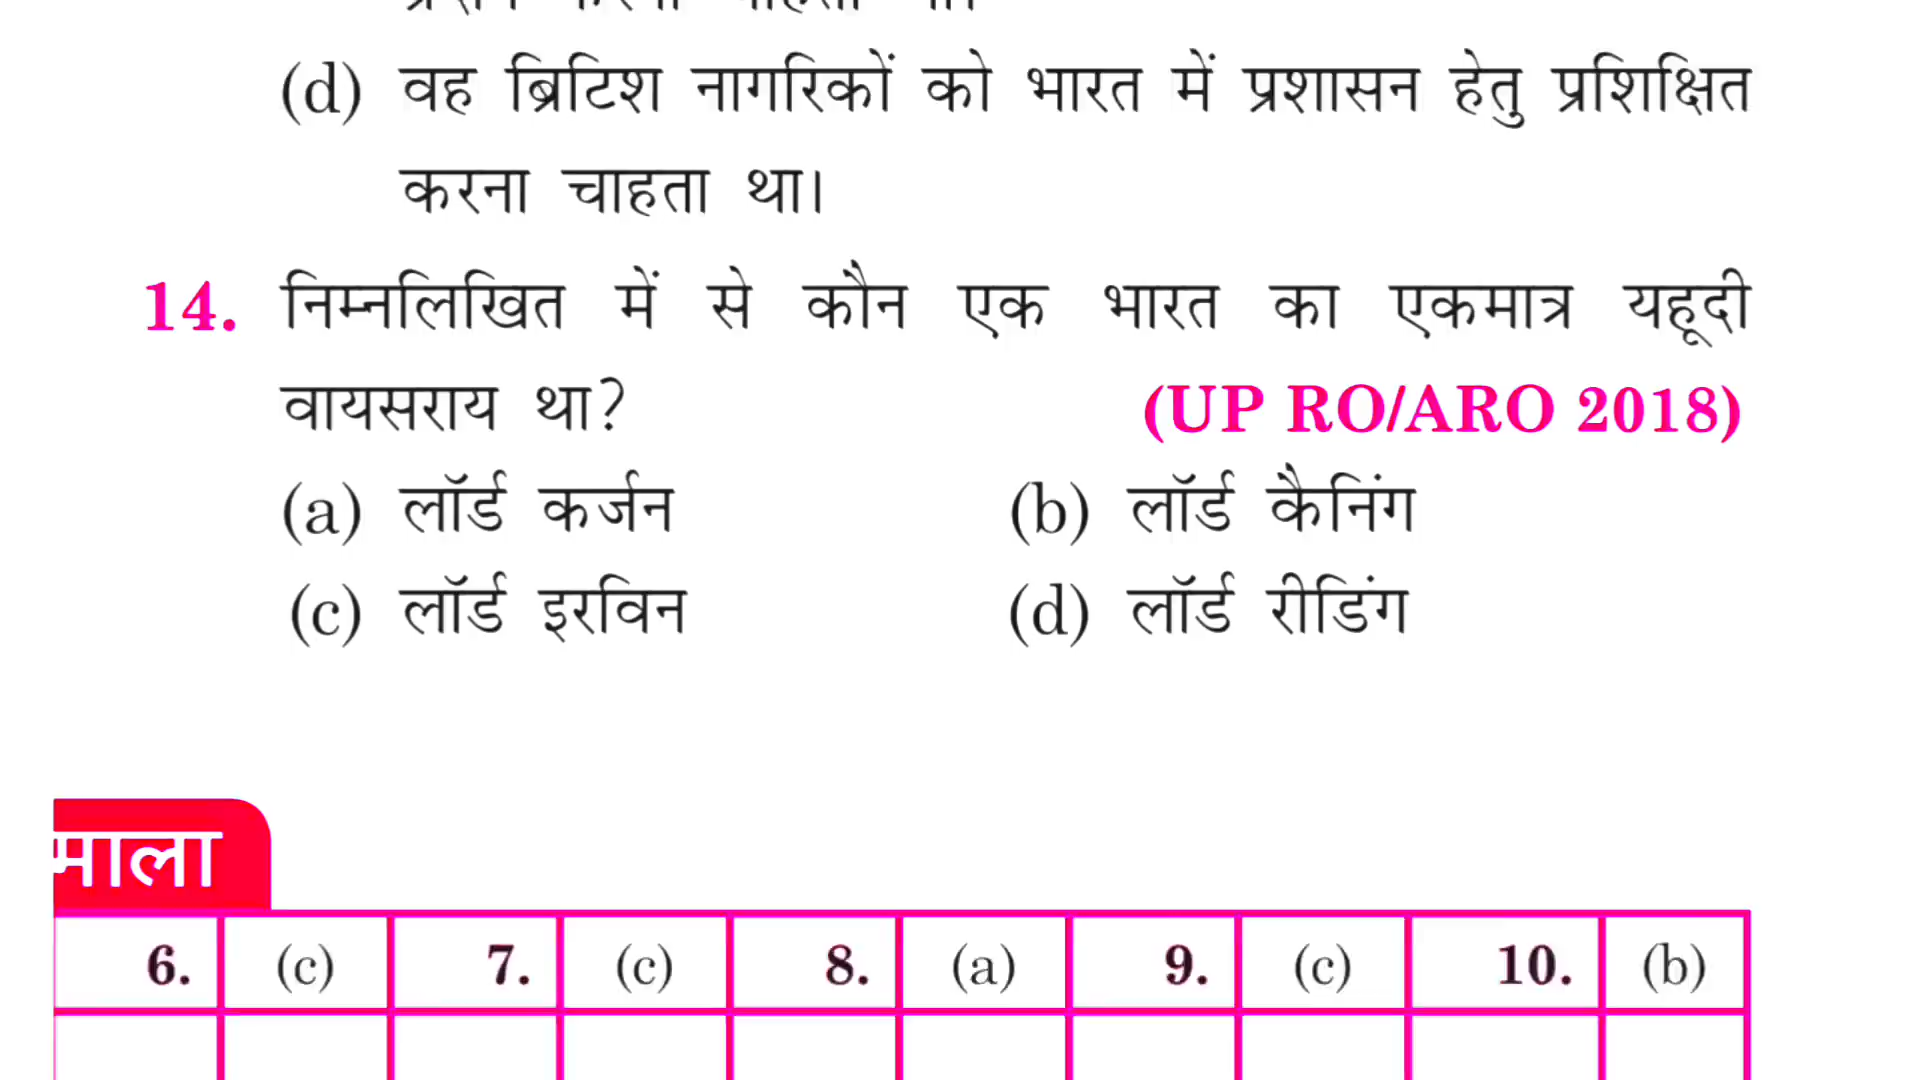 (d) वह ब्रिटिश नागरिकों को भारत में प्रशासन हेतु प्रशिक्षित
करना चाहता था।
14. निम्नलिखित में से कौन एक भारत का एकमात्र यहूदी
वायसराय था? (UP RO/ARO 2018)
(a) लॉर्ड कर्जन (b) लॉर्ड कैनिंग
(c) लॉर्ड इरविन (d) लॉर्ड रीडिंग
माला
6. (c) 7. (c) 8. (a) 9. (c) 10. (b)